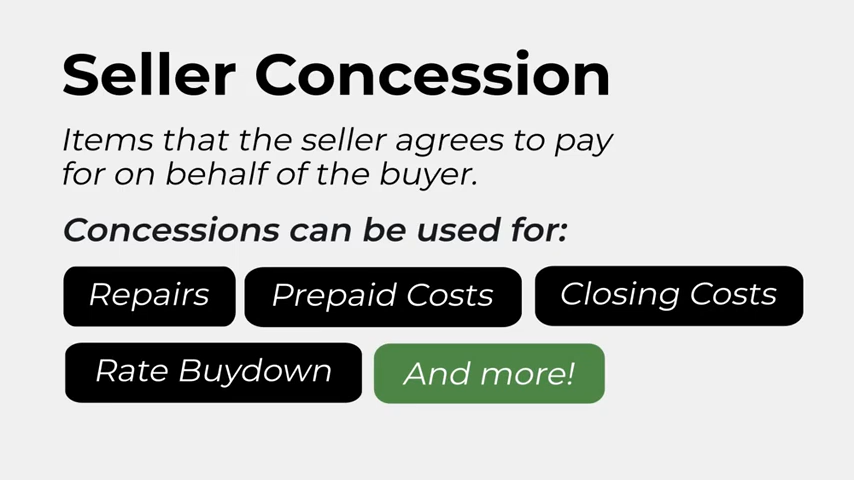 Seller Concession
Items that the seller agrees to pay
for on behalf of the buyer.
Concessions can be used for:
Repairs
Prepaid Costs
Closing Costs
Rate Buydown
And more!